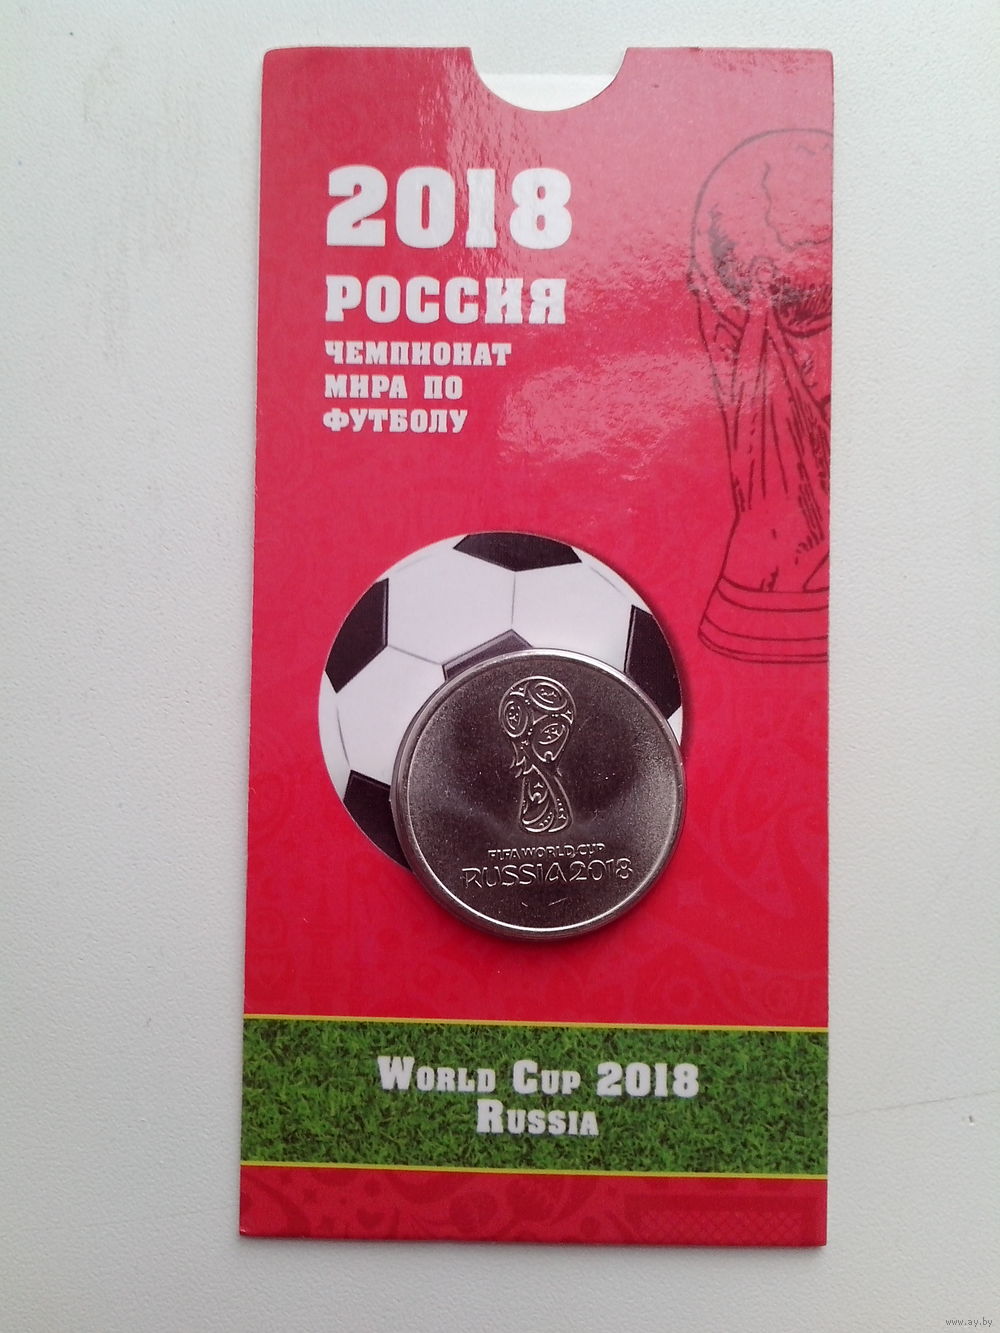 2018
РОССИЯ
ЧЕМПИОНАТ
МИРА ПО
ФУТБОЛУ
FIFA WORLD CUP
RUSSIA 2018
WORLD CUP 2018
RUSSIA
www.ay.by